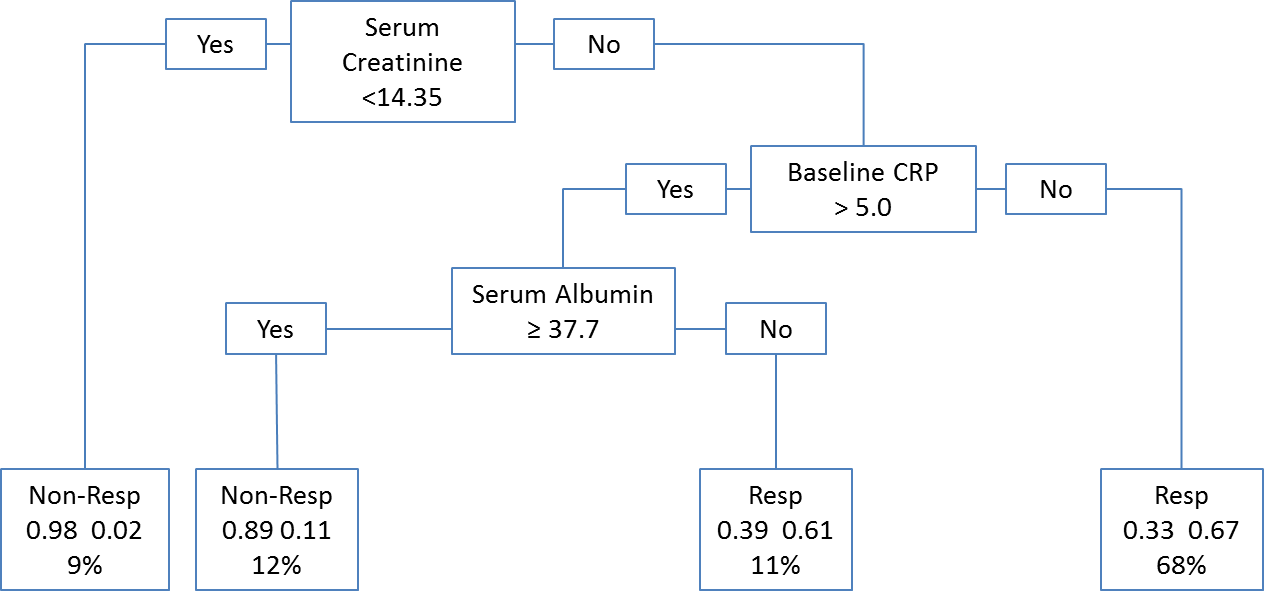 Yes
Serum
Creatinine
<14.35
No
Yes
Baseline CRP
> 5.0
No
Yes
Serum Albumin
≥ 37.7
No
Non-Resp
0.98  0.02
9%
Non-Resp
0.89 0.11
12%
Resp
0.39  0.61
11%
Resp
0.33  0.67
68%